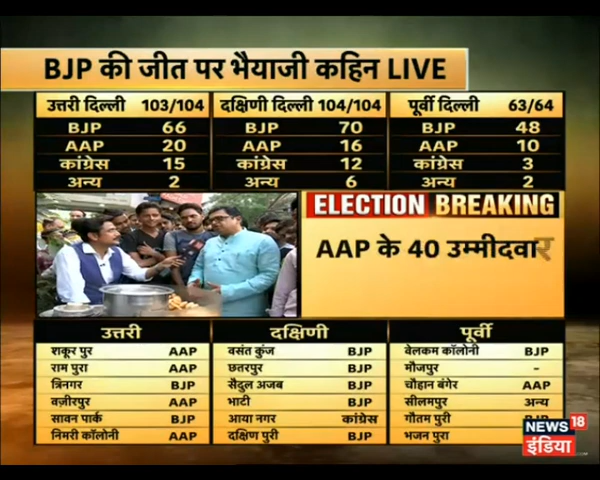 BJP की जीत पर भैयाजी कहिन LIVE
उत्तरी दिल्ली 103/104 दक्षिणी दिल्ली 104/104 पूर्वी दिल्ली 63/64
BJP 66 BJP 70 BJP 48
AAP 20 AAP 16 AAP 10
कांग्रेस 15 कांग्रेस 12 कांग्रेस 3
अन्य 2 अन्य 6 अन्य 2
ELECTION BREAKING
AAP के 40 उम्मीदवार
उत्तरी दक्षिणी पूर्वी
शकूर पुर AAP वसंत कुंज BJP वेलकम कॉलोनी BJP
राम पुरा AAP छतरपुर BJP मौजपुर -
त्रिनगर BJP सैदुल अजब BJP चौहान बंगेर AAP
वज़ीरपुर AAP भाटी BJP सीलमपुर अन्य
सावन पार्क BJP आया नगर कांग्रेस गौतम पुरी BJP
निमरी कॉलोनी AAP दक्षिण पुरी BJP भजन पुरा
NEWS 18
इंडिया